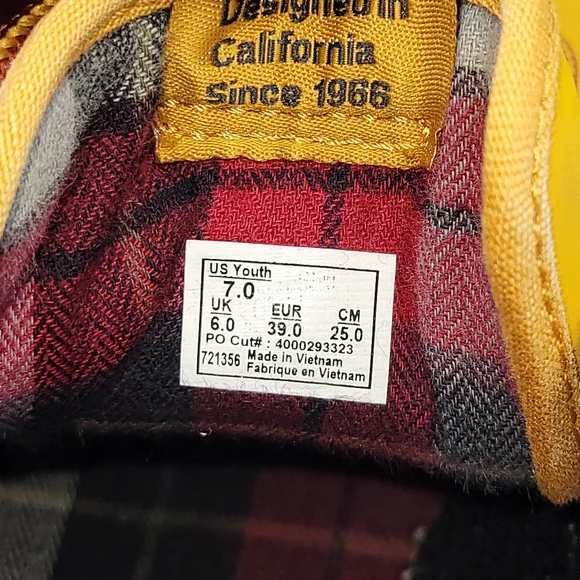 Designed in
California
Since 1966
US Youth
7.0
UK EUR CM
6.0 39.0 25.0
PO Cut# : 4000293323
721356 Made in Vietnam
Fabrique en Vietnam